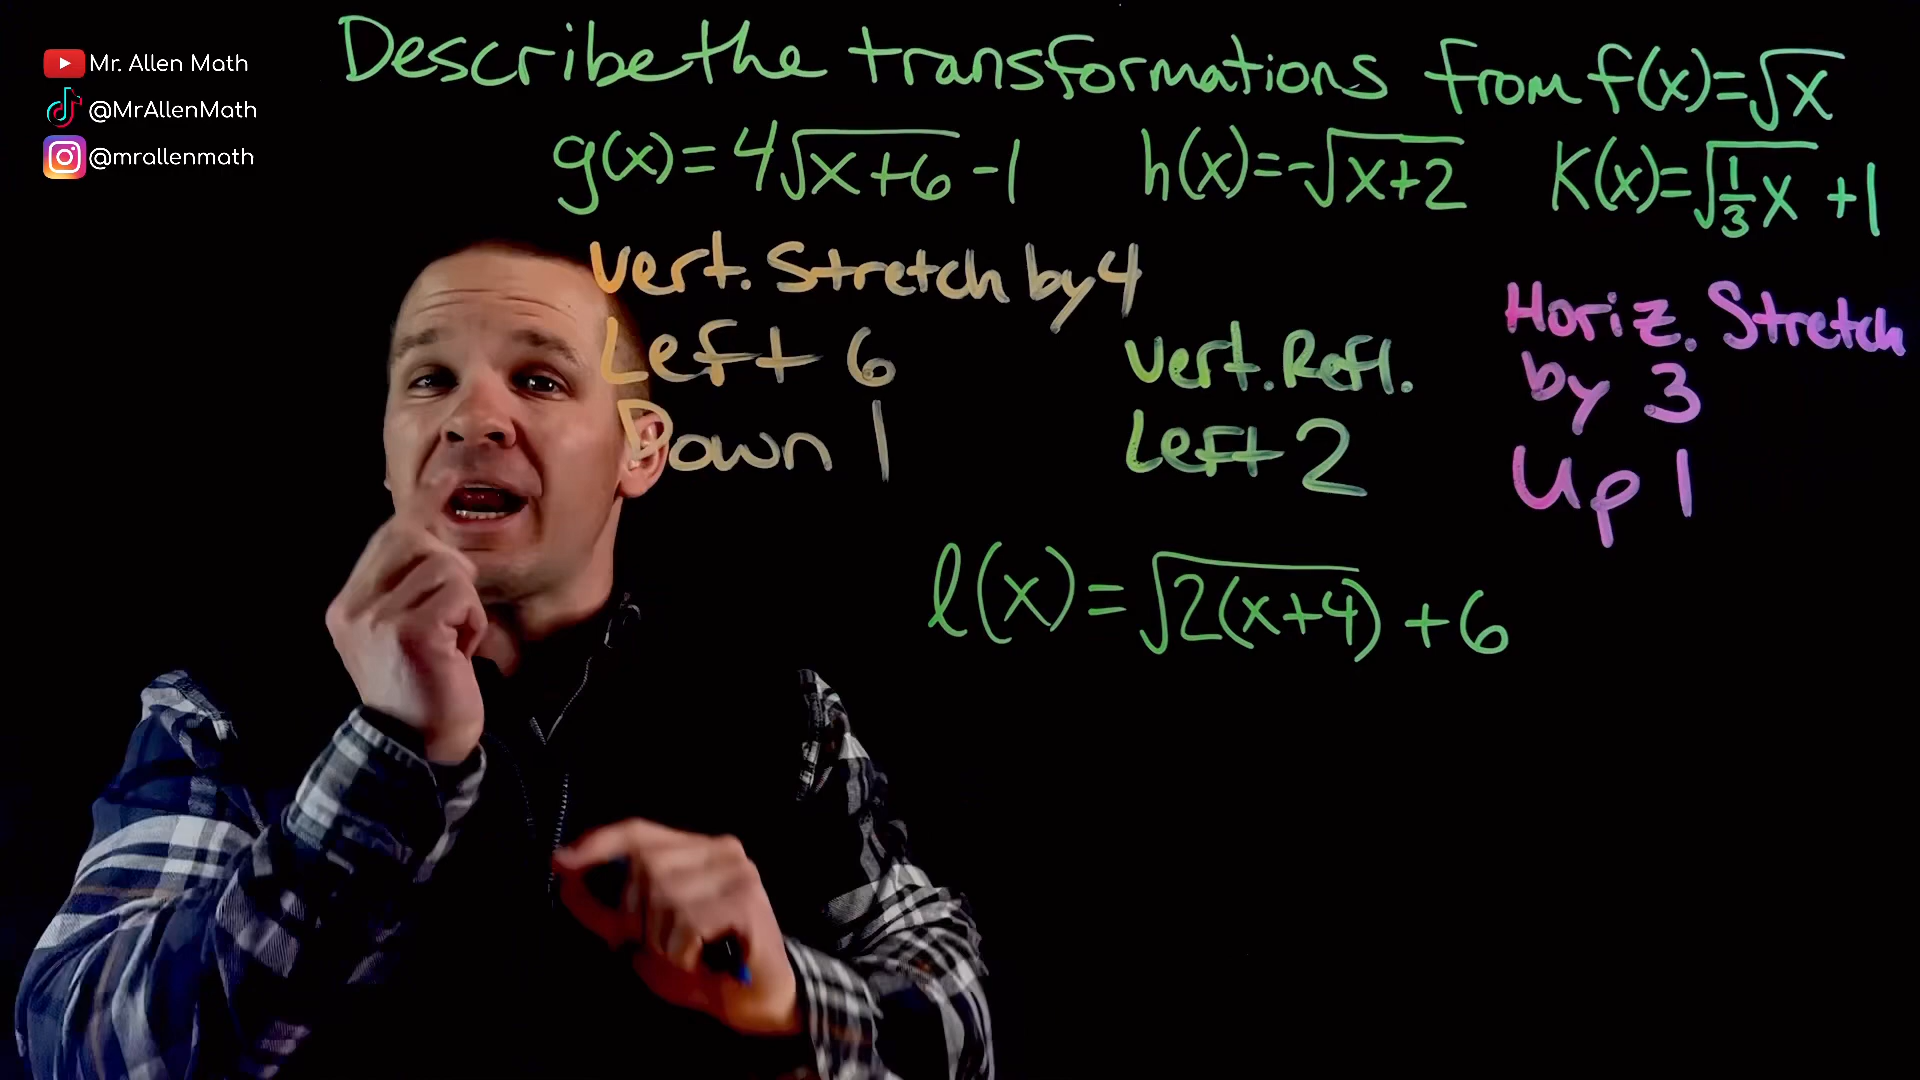 Mr. Allen Math
@MrAllenMath
@mrallenmath
Describe the transformations from f(x)=√x
g(x)=4√x+6 -1
h(x)=-√x+2
K(x)=√1/3x +1
Vert. Stretch by 4
Left 6
Down 1
Vert. Refl.
Left 2
Horiz. Stretch
by 3
Up 1
l(x)=√2(x+4) +6